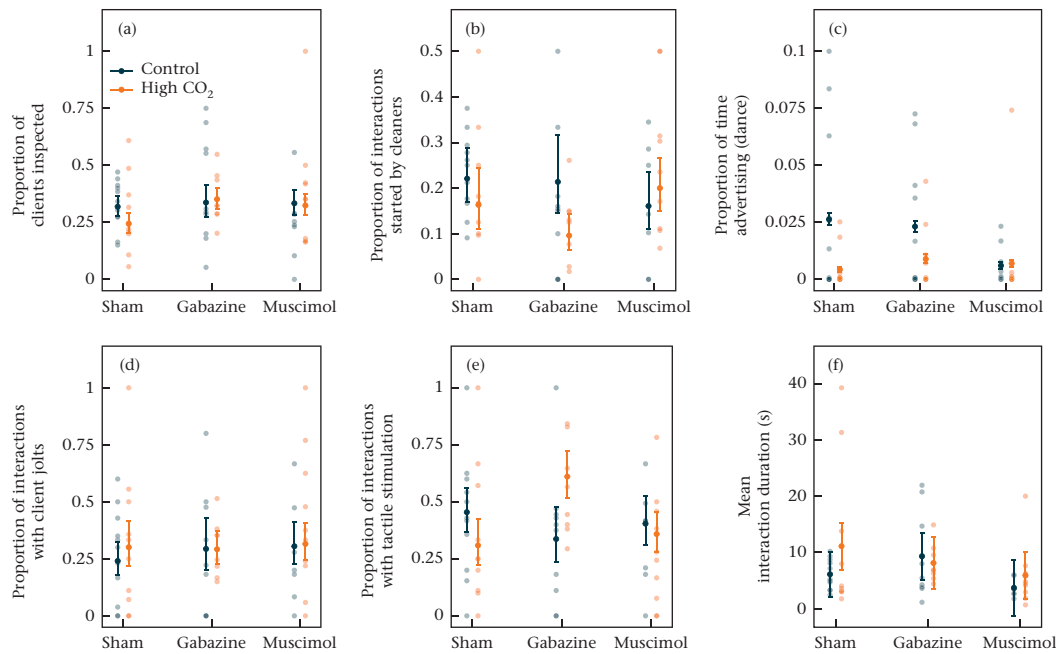 (a)
Proportion of
clients inspected
1
0.75
0.5
0.25
0
Control
High CO₂
Sham
Gabazine
Muscimol
(b)
Proportion of interactions
started by cleaners
0.5
0.4
0.3
0.2
0.1
0
Sham
Gabazine
Muscimol
(c)
Proportion of time
advertising (dance)
0.1
0.075
0.05
0.025
0
Sham
Gabazine
Muscimol
(d)
Proportion of interactions
with client jolts
1
0.75
0.5
0.25
0
Sham
Gabazine
Muscimol
(e)
Proportion of interactions
with tactile stimulation
1
0.75
0.5
0.25
0
Sham
Gabazine
Muscimol
(f)
Mean
interaction duration (s)
40
30
20
10
0
Sham
Gabazine
Muscimol